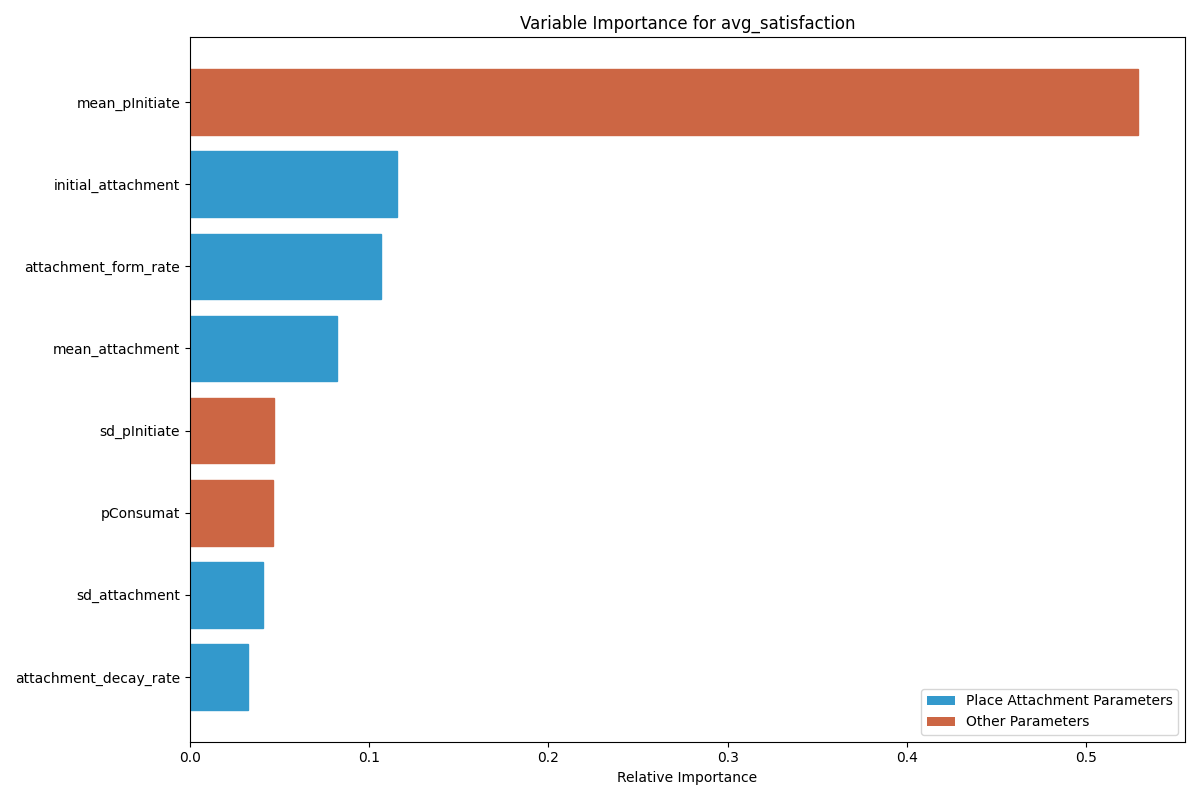 Variable Importance for avg_satisfaction
mean_pInitiate
initial_attachment
attachment_form_rate
mean_attachment
sd_pInitiate
pConsumat
sd_attachment
attachment_decay_rate
Place Attachment Parameters
Other Parameters
0.0 0.1 0.2 0.3 0.4 0.5
Relative Importance